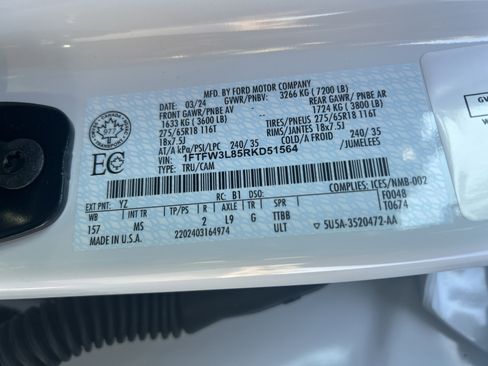 MFD. BY FORD MOTOR COMPANY
03/24 GVWR/PNBV: 3266 KG ( 7200 LB)
FRONT GAWR/PNBE AV REAR GAWR/PNBE AR
1633 KG ( 3600 LB) 1724 KG ( 3800 LB)
275/65R18 116T TIRES/PNEUS 275/65R18 116T
18x7.5J RIMS/JANTES 18x7.5J
AT/A kPa/PSI/LPC 240/ 35 COLD/A FROID 240/ 35
VIN: 1FTFW3L85RKD51564 /JUMELEES
TYPE: TRU/CAM
EC
COMPLIES: ICES/NMB-002
EXT PNT: YZ RC: B1 DSO: F0048
WB INT TR TP/PS R AXLE TR T0674
157 MS 2 L9 G TTBB
MADE IN U.S.A. 2202403164974 ULT 5U5A-3520472-AA
GV